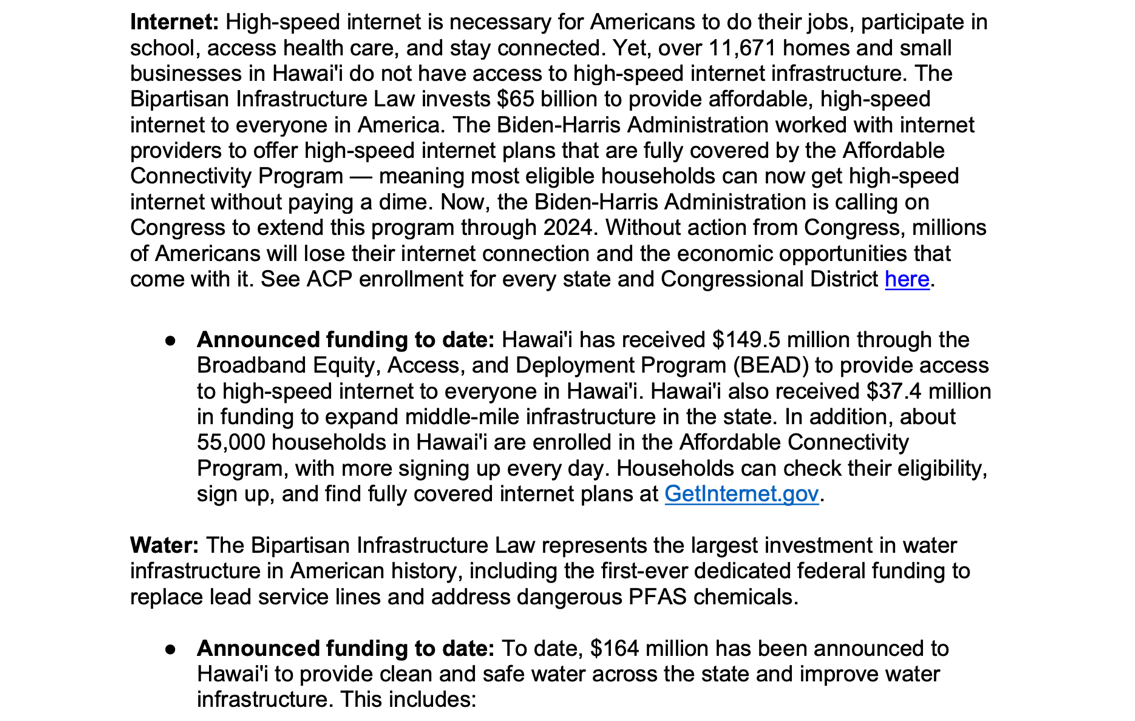 Internet: High-speed internet is necessary for Americans to do their jobs, participate in
school, access health care, and stay connected. Yet, over 11,671 homes and small
businesses in Hawai'i do not have access to high-speed internet infrastructure. The
Bipartisan Infrastructure Law invests $65 billion to provide affordable, high-speed
internet to everyone in America. The Biden-Harris Administration worked with internet
providers to offer high-speed internet plans that are fully covered by the Affordable
Connectivity Program — meaning most eligible households can now get high-speed
internet without paying a dime. Now, the Biden-Harris Administration is calling on
Congress to extend this program through 2024. Without action from Congress, millions
of Americans will lose their internet connection and the economic opportunities that
come with it. See ACP enrollment for every state and Congressional District here.
● Announced funding to date: Hawai'i has received $149.5 million through the
Broadband Equity, Access, and Deployment Program (BEAD) to provide access
to high-speed internet to everyone in Hawai'i. Hawai'i also received $37.4 million
in funding to expand middle-mile infrastructure in the state. In addition, about
55,000 households in Hawai'i are enrolled in the Affordable Connectivity
Program, with more signing up every day. Households can check their eligibility,
sign up, and find fully covered internet plans at GetInternet.gov.
Water: The Bipartisan Infrastructure Law represents the largest investment in water
infrastructure in American history, including the first-ever dedicated federal funding to
replace lead service lines and address dangerous PFAS chemicals.
● Announced funding to date: To date, $164 million has been announced to
Hawai'i to provide clean and safe water across the state and improve water
infrastructure. This includes: